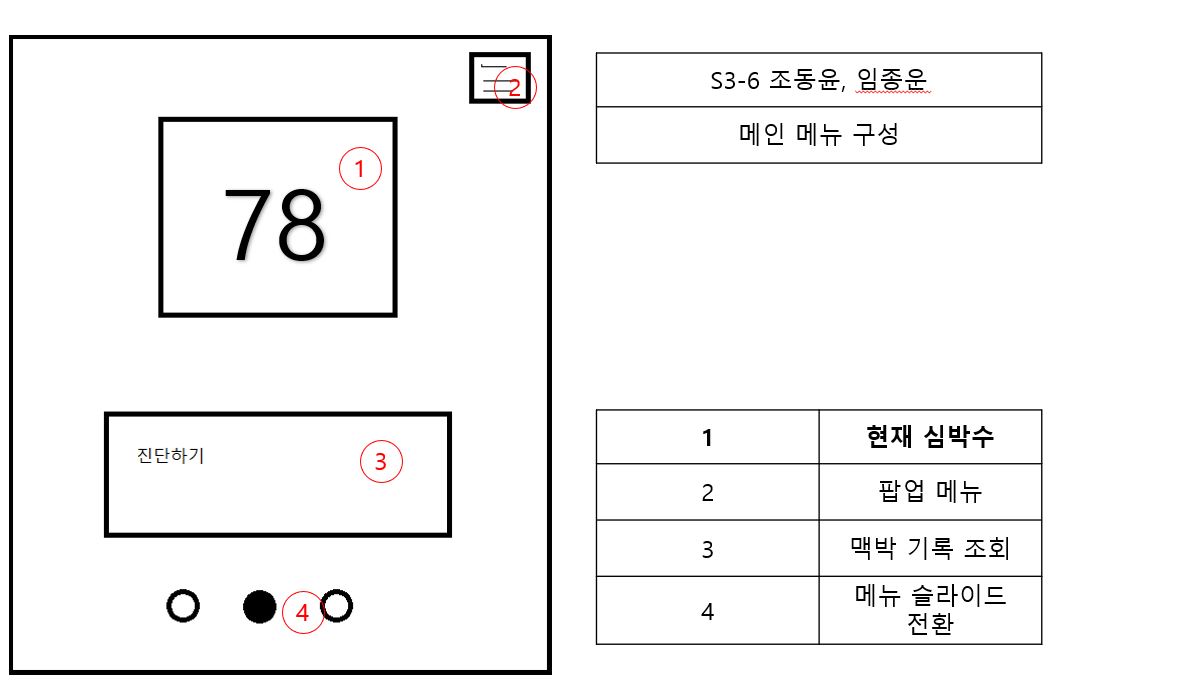 2
1
78
진단하기
3
4
S3-6 조동윤, 임종운
메인 메뉴 구성
1 현재 심박수
2 팝업 메뉴
3 맥박 기록 조회
4 메뉴 슬라이드
전환